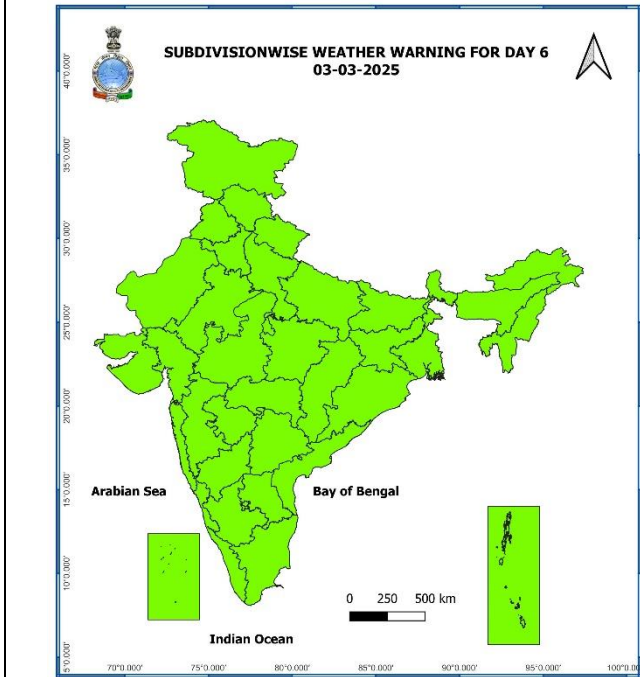 SUBDIVISIONWISE WEATHER WARNING FOR DAY 6
03-03-2025
40°0.000'
35°0.000'
30°0.000'
25°0.000'
20°0.000'
15°0.000'
10°0.000'
5°0.000'
Arabian Sea
Bay of Bengal
0 250 500 km
Indian Ocean
70°0.000' 75°0.000' 80°0.000' 85°0.000' 90°0.000' 95°0.000' 100°0.00